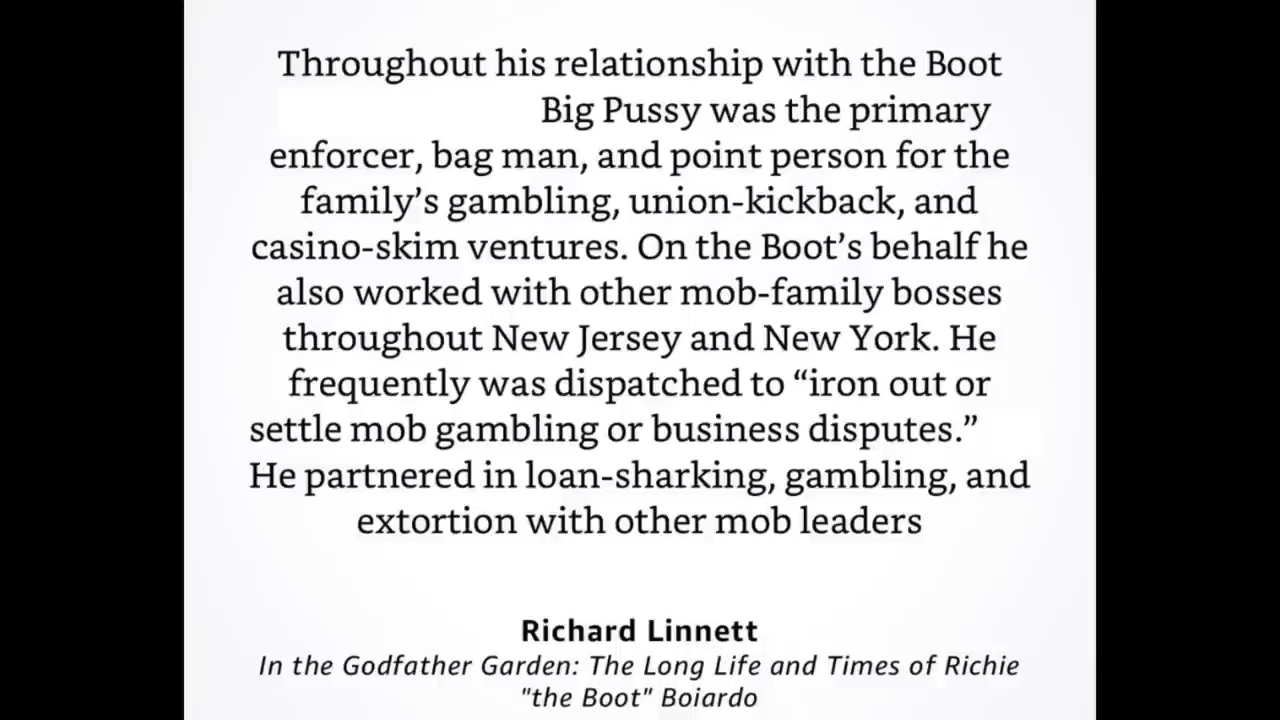 Throughout his relationship with the Boot
Big Pussy was the primary
enforcer, bag man, and point person for the
family’s gambling, union-kickback, and
casino-skim ventures. On the Boot’s behalf he
also worked with other mob-family bosses
throughout New Jersey and New York. He
frequently was dispatched to “iron out or
settle mob gambling or business disputes.”
He partnered in loan-sharking, gambling, and
extortion with other mob leaders
Richard Linnett
In the Godfather Garden: The Long Life and Times of Richie
"the Boot" Boiardo